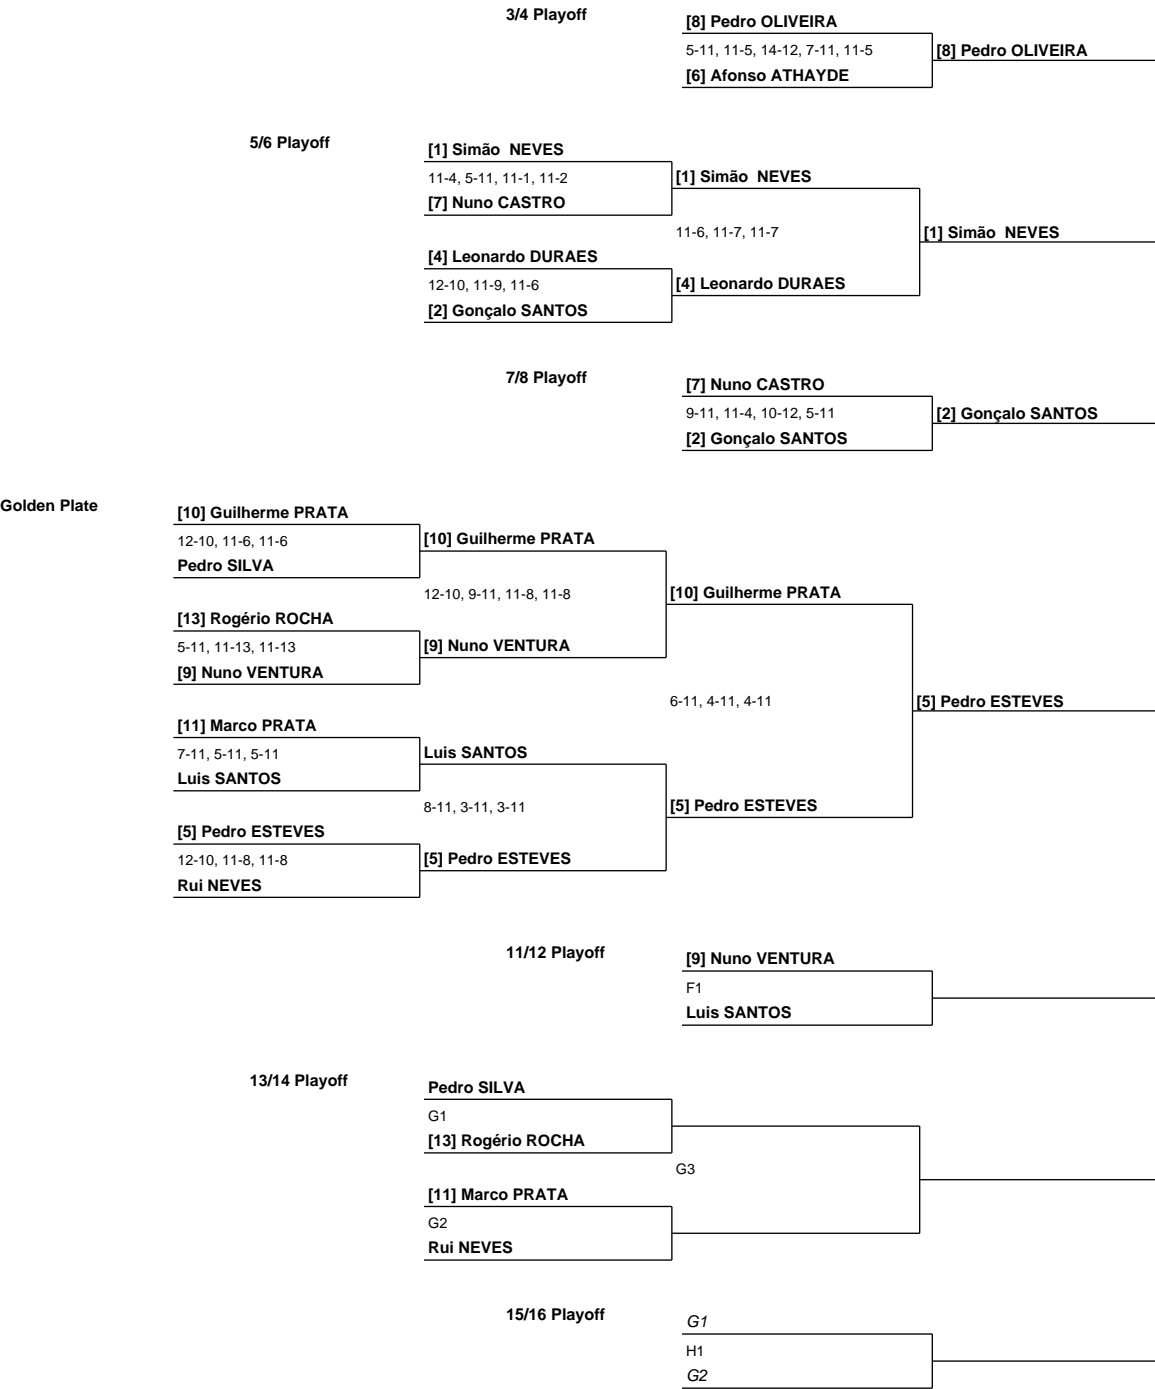 3/4 Playoff
[8] Pedro OLIVEIRA
5-11, 11-5, 14-12, 7-11, 11-5
[8] Pedro OLIVEIRA
[6] Afonso ATHAYDE
5/6 Playoff
[1] Simão  NEVES
11-4, 5-11, 11-1, 11-2
[1] Simão  NEVES
[7] Nuno CASTRO
11-6, 11-7, 11-7
[1] Simão  NEVES
[4] Leonardo DURAES
12-10, 11-9, 11-6
[4] Leonardo DURAES
[2] Gonçalo SANTOS
7/8 Playoff
[7] Nuno CASTRO
9-11, 11-4, 10-12, 5-11
[2] Gonçalo SANTOS
[2] Gonçalo SANTOS
Golden Plate
[10] Guilherme PRATA
12-10, 11-6, 11-6
[10] Guilherme PRATA
Pedro SILVA
12-10, 9-11, 11-8, 11-8
[10] Guilherme PRATA
[13] Rogério ROCHA
5-11, 11-13, 11-13
[9] Nuno VENTURA
[9] Nuno VENTURA
6-11, 4-11, 4-11
[5] Pedro ESTEVES
[11] Marco PRATA
7-11, 5-11, 5-11
Luis SANTOS
Luis SANTOS
8-11, 3-11, 3-11
[5] Pedro ESTEVES
[5] Pedro ESTEVES
12-10, 11-8, 11-8
[5] Pedro ESTEVES
Rui NEVES
11/12 Playoff
[9] Nuno VENTURA
F1
Luis SANTOS
13/14 Playoff
Pedro SILVA
G1
[13] Rogério ROCHA
G3
[11] Marco PRATA
G2
Rui NEVES
15/16 Playoff
G1
H1
G2